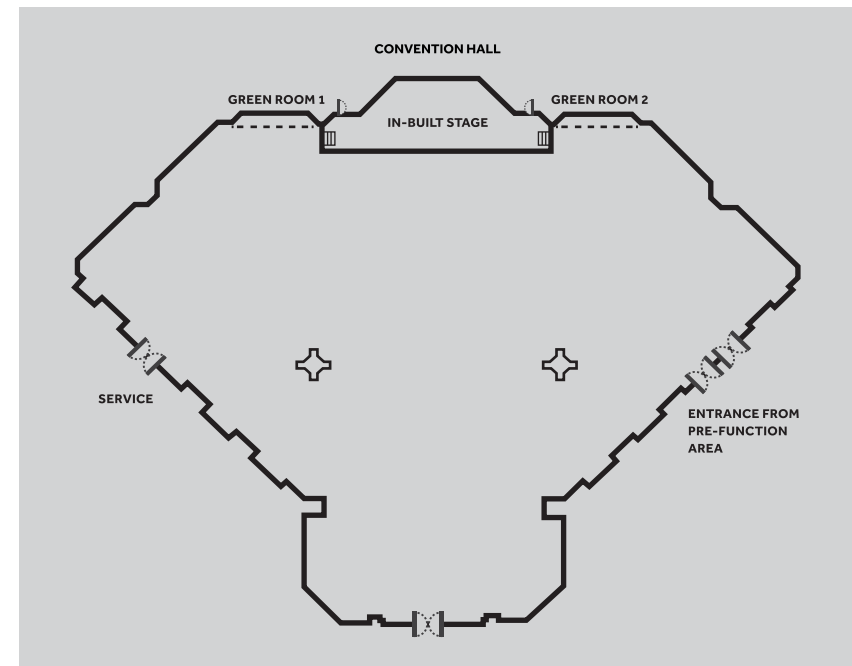 CONVENTION HALL
GREEN ROOM 1
GREEN ROOM 2
IN-BUILT STAGE
SERVICE
ENTRANCE FROM
PRE-FUNCTION
AREA